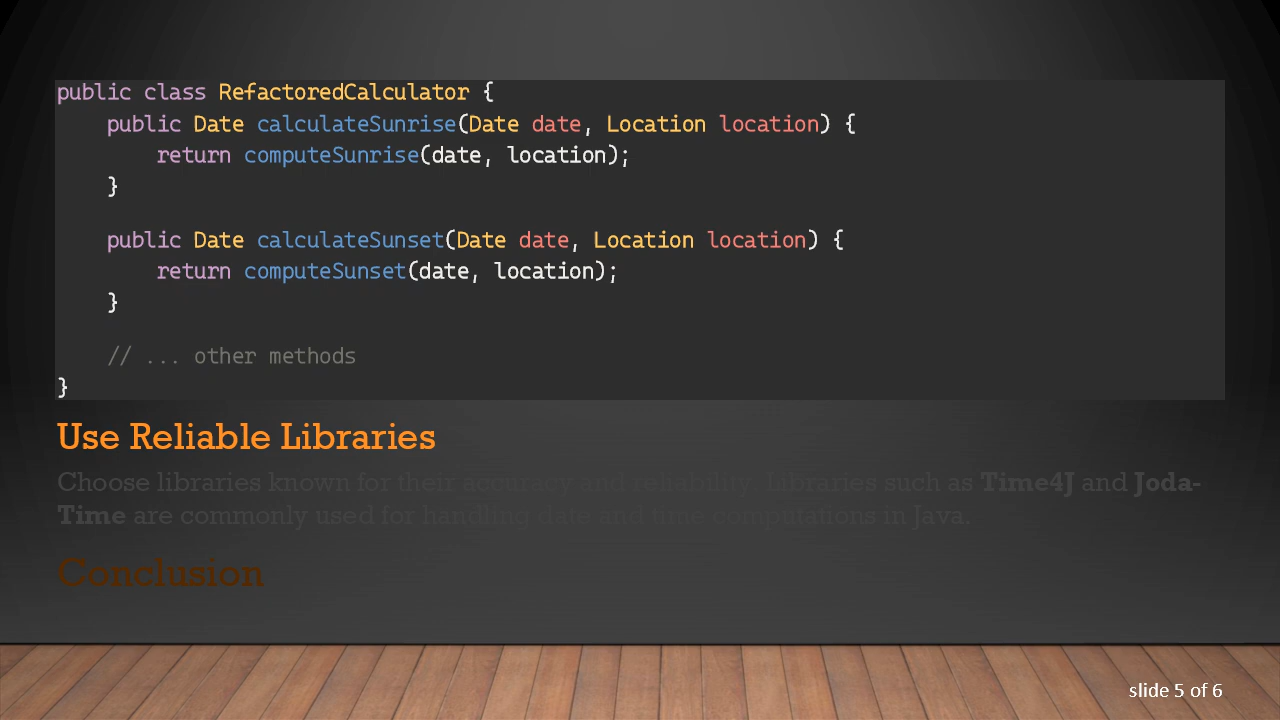 public class RefactoredCalculator {
    public Date calculateSunrise(Date date, Location location) {
        return computeSunrise(date, location);
    }
    public Date calculateSunset(Date date, Location location) {
        return computeSunset(date, location);
    }
    // ... other methods
}
Use Reliable Libraries
Choose libraries known for their accuracy and reliability. Libraries such as Time4J and Joda-
Time are commonly used for handling date and time computations in Java.
Conclusion
slide 5 of 6